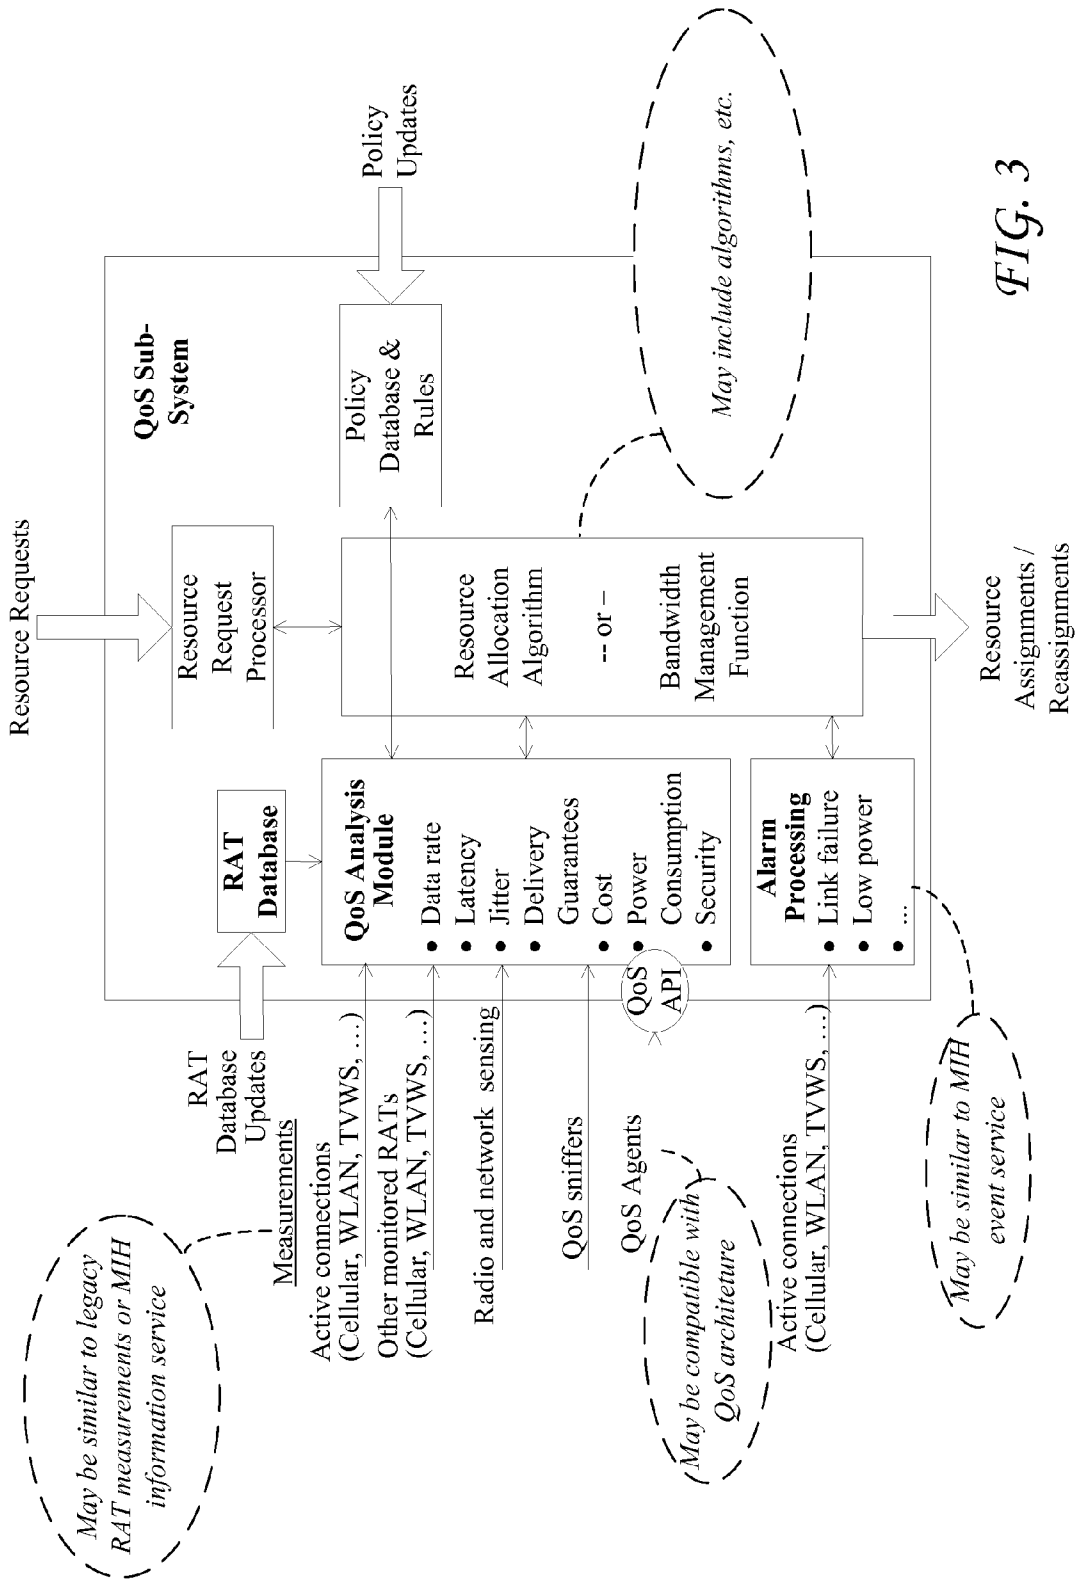 Resource Requests
QoS Sub-
System
Resource
Request
Processor
RAT
Database
RAT
Database
Updates
Policy
Database &
Rules
Policy
Updates
May be similar to legacy
RAT measurements or MIH
information service
Measurements
Active connections
(Cellular, WLAN, TVWS, …)
Other monitored RATs
(Cellular, WLAN, TVWS, …)
Radio and network sensing
QoS sniffers
QoS Agents
QoS
API
QoS Analysis
Module
• Data rate
• Latency
• Jitter
• Delivery
Guarantees
• Cost
• Power
Consumption
• Security
Resource
Allocation
Algorithm
-- or –
Bandwidth
Management
Function
May include algorithms, etc.
May be compatible with
QoS architeture
Active connections
(Cellular, WLAN, TVWS, …)
Alarm
Processing
• Link failure
• Low power
• …
May be similar to MIH
event service
Resource
Assignments /
Reassignments
FIG. 3